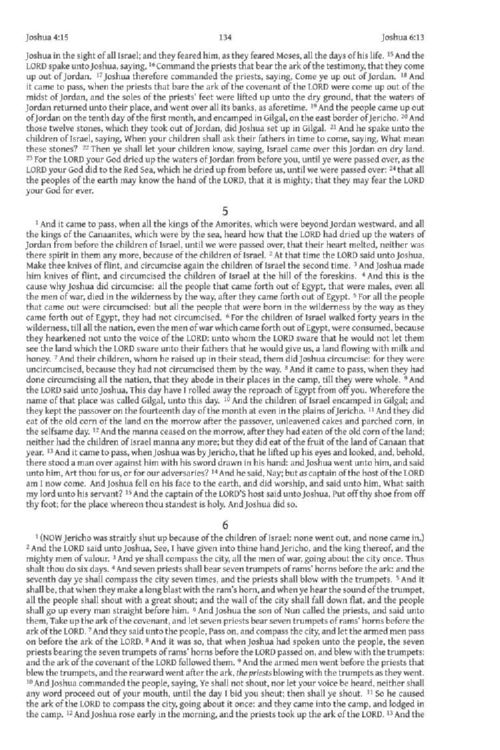 Joshua 4:15 134 Joshua 6:13
Joshua in the sight of all Israel; and they feared him, as they feared Moses, all the days of his life. 15 And the
LORD spake unto Joshua, saying, 16 Command the priests that bear the ark of the testimony, that they come
up out of Jordan. 17 Joshua therefore commanded the priests, saying, Come ye up out of Jordan. 18 And
it came to pass, when the priests that bare the ark of the covenant of the LORD were come up out of the
midst of Jordan, and the soles of the priests' feet were lifted up unto the dry ground, that the waters of
Jordan returned unto their place, and went over all its banks, as aforetime. 19 And the people came up out
of Jordan on the tenth day of the first month, and encamped in Gilgal, on the east border of Jericho. 20 And
those twelve stones, which they took out of Jordan, did Joshua set up in Gilgal. 21 And he spake unto the
children of Israel, saying, When your children shall ask their fathers in time to come, saying, What mean
these stones? 22 Then ye shall let your children know, saying, Israel came over this Jordan on dry land.
23 For the LORD your God dried up the waters of Jordan from before you, until ye were passed over, as the
LORD your God did to the Red Sea, which he dried up from before us, until we were passed over: 24 that all
the peoples of the earth may know the hand of the LORD, that it is mighty; that they may fear the LORD
your God for ever.
5
1 And it came to pass, when all the kings of the Amorites, which were beyond Jordan westward, and all
the kings of the Canaanites, which were by the sea, heard how that the LORD had dried up the waters of
Jordan from before the children of Israel, until we were passed over, that their heart melted, neither was
there spirit in them any more, because of the children of Israel. 2 At that time the LORD said unto Joshua,
Make thee knives of flint, and circumcise again the children of Israel the second time. 3 And Joshua made
him knives of flint, and circumcised the children of Israel at the hill of the foreskins. 4 And this is the
cause why Joshua did circumcise: all the people that came forth out of Egypt, that were males, even all
the men of war, died in the wilderness by the way, after they came forth out of Egypt. 5 For all the people
that came out were circumcised: but all the people that were born in the wilderness by the way as they
came forth out of Egypt, they had not circumcised. 6 For the children of Israel walked forty years in the
wilderness, till all the nation, even the men of war which came forth out of Egypt, were consumed, because
they hearkened not unto the voice of the LORD: unto whom the LORD sware that he would not let them
see the land which the LORD sware unto their fathers that he would give us, a land flowing with milk and
honey. 7 And their children, whom he raised up in their stead, them did Joshua circumcise: for they were
uncircumcised, because they had not circumcised them by the way. 8 And it came to pass, when they had
done circumcising all the nation, that they abode in their places in the camp, till they were whole. 9 And
the LORD said unto Joshua, This day have I rolled away the reproach of Egypt from off you. Wherefore the
name of that place was called Gilgal, unto this day. 10 And the children of Israel encamped in Gilgal; and
they kept the passover on the fourteenth day of the month at even in the plains of Jericho. 11 And they did
eat of the old corn of the land on the morrow after the passover, unleavened cakes and parched corn, in
the selfsame day. 12 And the manna ceased on the morrow, after they had eaten of the old corn of the land;
neither had the children of Israel manna any more; but they did eat of the fruit of the land of Canaan that
year. 13 And it came to pass, when Joshua was by Jericho, that he lifted up his eyes and looked, and, behold,
there stood a man over against him with his sword drawn in his hand: and Joshua went unto him, and said
unto him, Art thou for us, or for our adversaries? 14 And he said, Nay; but as captain of the host of the LORD
am I now come. And Joshua fell on his face to the earth, and did worship, and said unto him, What saith
my lord unto his servant? 15 And the captain of the LORD'S host said unto Joshua, Put off thy shoe from off
thy foot; for the place whereon thou standest is holy. And Joshua did so.
6
1 (NOW Jericho was straitly shut up because of the children of Israel: none went out, and none came in.)
2 And the LORD said unto Joshua, See, I have given into thine hand Jericho, and the king thereof, and the
mighty men of valour. 3 And ye shall compass the city, all the men of war, going about the city once. Thus
shalt thou do six days. 4 And seven priests shall bear seven trumpets of rams' horns before the ark: and the
seventh day ye shall compass the city seven times, and the priests shall blow with the trumpets. 5 And it
shall be, that when they make a long blast with the ram's horn, and when ye hear the sound of the trumpet,
all the people shall shout with a great shout; and the wall of the city shall fall down flat, and the people
shall go up every man straight before him. 6 And Joshua the son of Nun called the priests, and said unto
them, Take up the ark of the covenant, and let seven priests bear seven trumpets of rams' horns before the
ark of the LORD. 7 And they said unto the people, Pass on, and compass the city, and let the armed men pass
on before the ark of the LORD. 8 And it was so, that when Joshua had spoken unto the people, the seven
priests bearing the seven trumpets of rams' horns before the LORD passed on, and blew with the trumpets:
and the ark of the covenant of the LORD followed them. 9 And the armed men went before the priests that
blew the trumpets, and the rearward went after the ark, the priests blowing with the trumpets as they went.
10 And Joshua commanded the people, saying, Ye shall not shout, nor let your voice be heard, neither shall
any word proceed out of your mouth, until the day I bid you shout; then shall ye shout. 11 So he caused
the ark of the LORD to compass the city, going about it once: and they came into the camp, and lodged in
the camp. 12 And Joshua rose early in the morning, and the priests took up the ark of the LORD. 13 And the